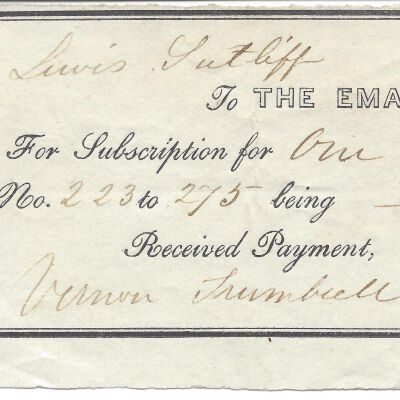 Lewis Sutliff
To THE EMA
For Subscription for One
No. 223 to 275 being —
Received Payment,
Vernon Trumbull